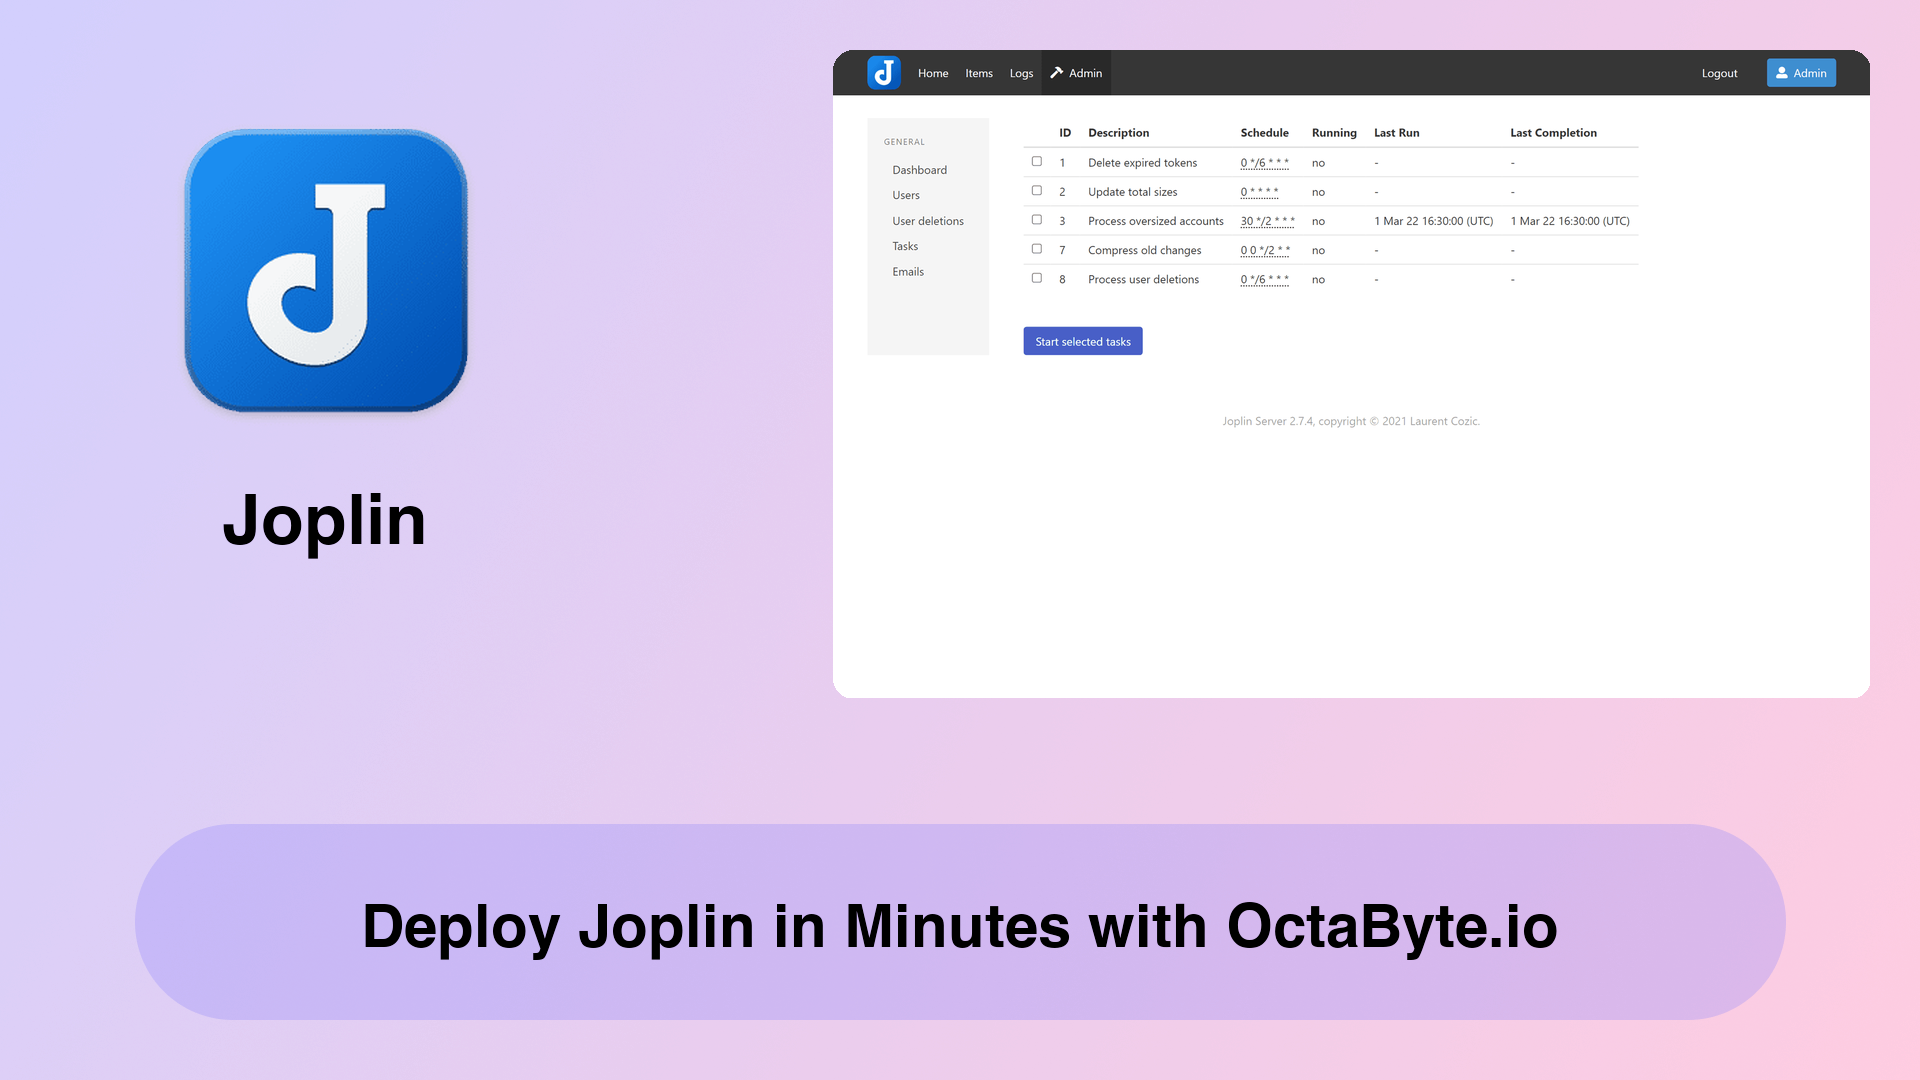 Joplin
Home Items Logs Admin Logout Admin
GENERAL
Dashboard
Users
User deletions
Tasks
Emails
ID Description Schedule Running Last Run Last Completion
1 Delete expired tokens 0 */6 * * * no - -
2 Update total sizes 0 * * * * no - -
3 Process oversized accounts 30 */2 * * * no 1 Mar 22 16:30:00 (UTC) 1 Mar 22 16:30:00 (UTC)
7 Compress old changes 0 0 */2 * * no - -
8 Process user deletions 0 */6 * * * no - -
Start selected tasks
Joplin Server 2.7.4, copyright © 2021 Laurent Cozic.
Deploy Joplin in Minutes with OctaByte.io